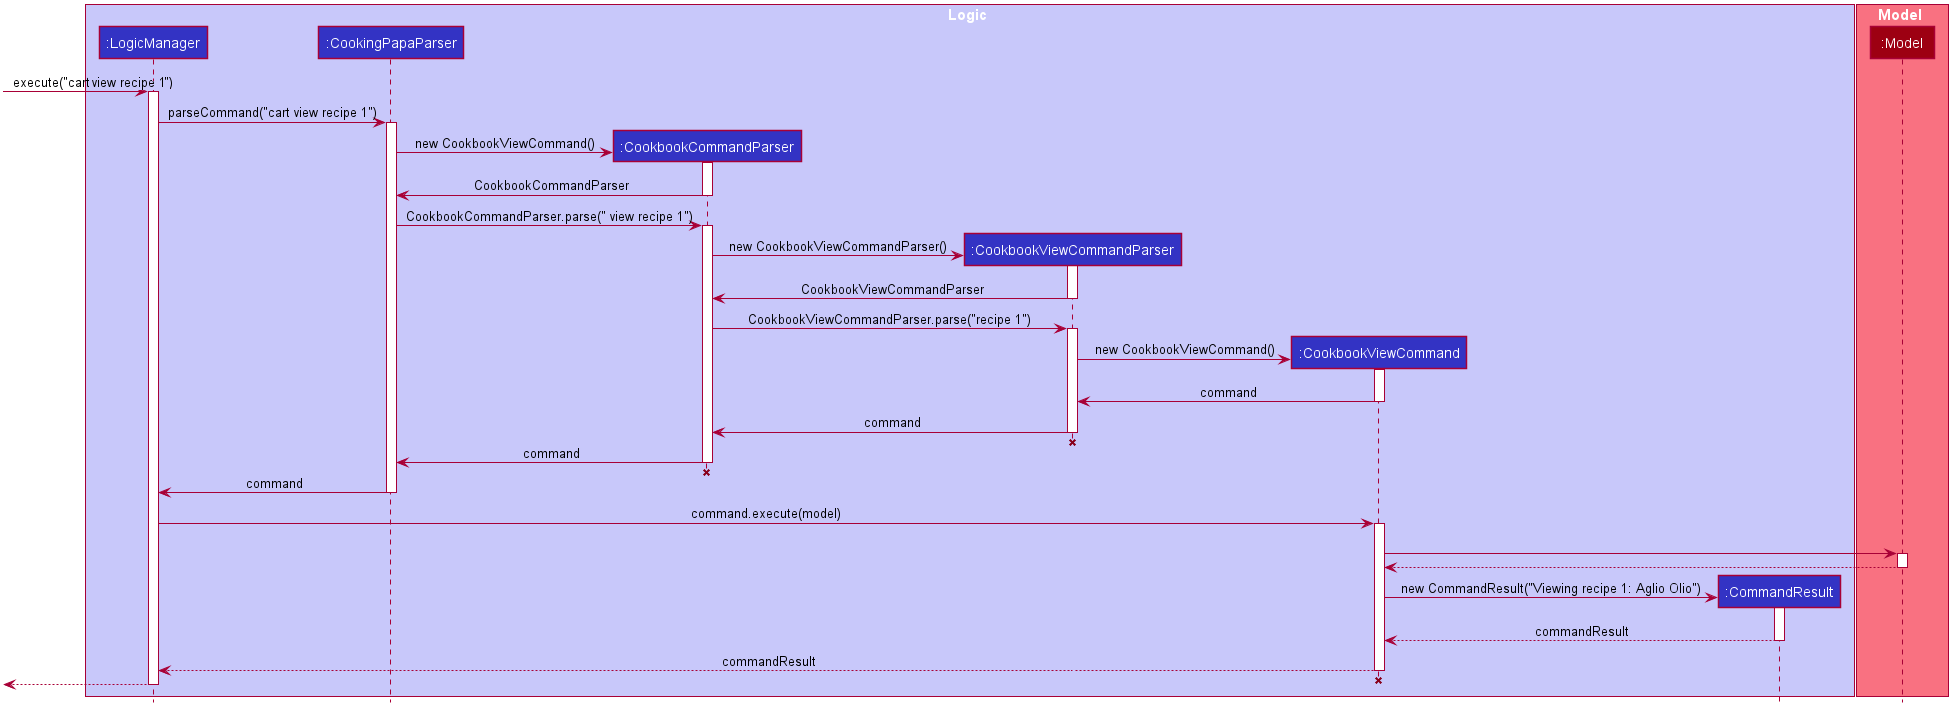 Logic
Model
:LogicManager
:CookingPapaParser
:Model
execute("cart view recipe 1")
parseCommand("cart view recipe 1")
new CookbookViewCommand()
:CookbookCommandParser
CookbookCommandParser
CookbookCommandParser.parse(" view recipe 1")
new CookbookViewCommandParser()
:CookbookViewCommandParser
CookbookViewCommandParser
CookbookViewCommandParser.parse("recipe 1")
new CookbookViewCommand()
:CookbookViewCommand
command
command
command
command
command.execute(model)
new CommandResult("Viewing recipe 1: Aglio Olio")
:CommandResult
commandResult
commandResult